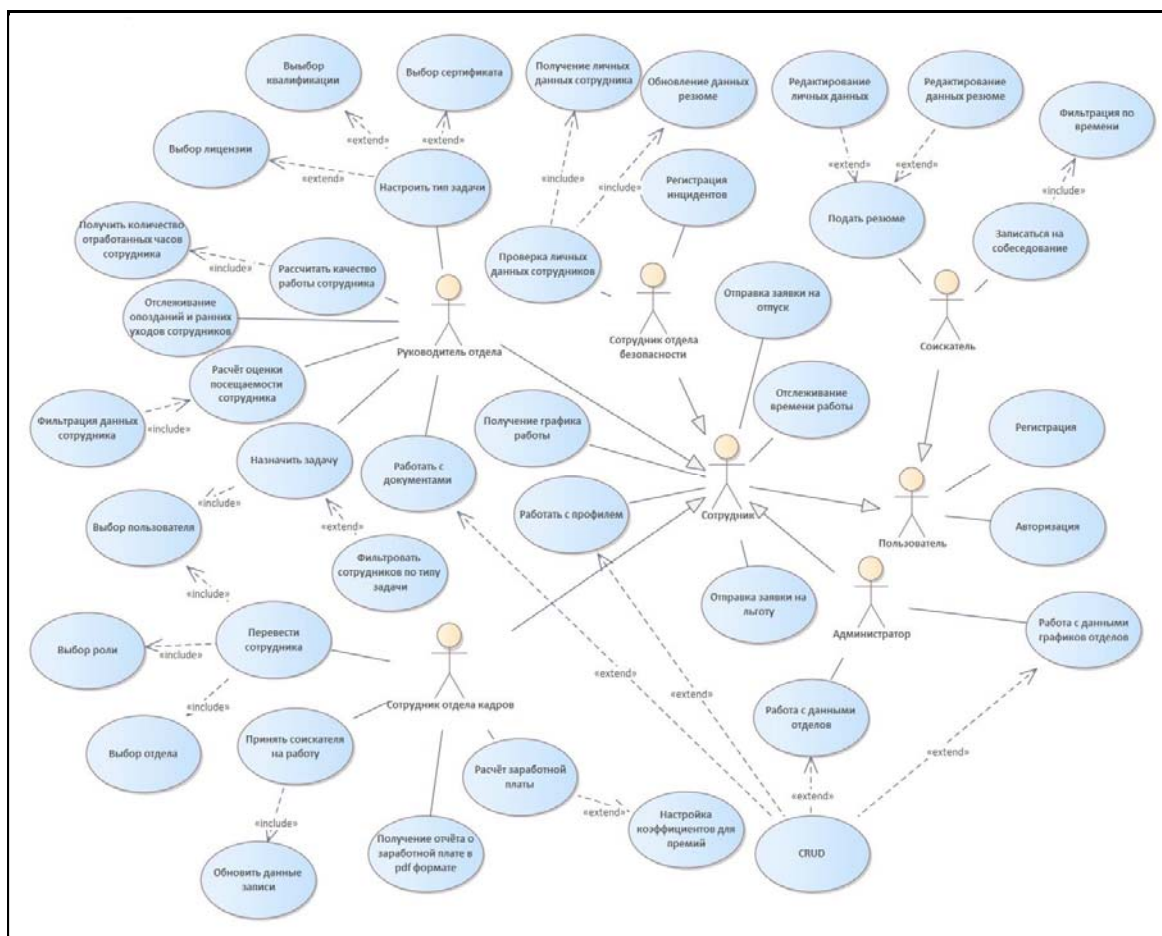 Выыбор
квалификации
Выбор сертификата
Получение личных
данных сотрудника
Обновление данных
резюме
Редактирование
личных данных
Редактирование
данных резюме
Фильтрация по
времени
Выбор лицензии
«extend»
«extend»
«extend»
Настроить тип задачи
«include»
«include»
Регистрация
инцидентов
«extend»
«extend»
«include»
Подать резюме
Записаться на
собеседование
Получить количество
отработанных часов
сотрудника
«include»
Рассчитать качество
работы сотрудника
Проверка личных
данных сотрудников
Отправка заявки на
отпуск
Отслеживание
опозданий и ранних
уходов сотрудников
Руководитель отдела
Сотрудник отдела
безопасности
Соискатель
Расчёт оценки
посещаемости
сотрудника
Отслеживание
времени работы
Фильтрация данных
сотрудника
«include»
Получение графика
работы
Регистрация
Назначить задачу
Работать с
документами
«include»
Выбор пользователя
«extend»
Работать с профилем
Сотрудник
Пользователь
Авторизация
Фильтровать
сотрудников по типу
задачи
«include»
Отправка заявки на
льготу
Администратор
Работа с данными
графиков отделов
Выбор роли
«include»
Перевести
сотрудника
«include»
Сотрудник отдела кадров
«extend»
«extend»
Работа с данными
отделов
Выбор отдела
Принять соискателя
на работу
«extend»
Расчёт заработной
платы
«extend»
«extend»
«include»
Настройка
коэффициентов для
премий
CRUD
Получение отчёта о
заработной плате в
pdf формате
Обновить данные
записи